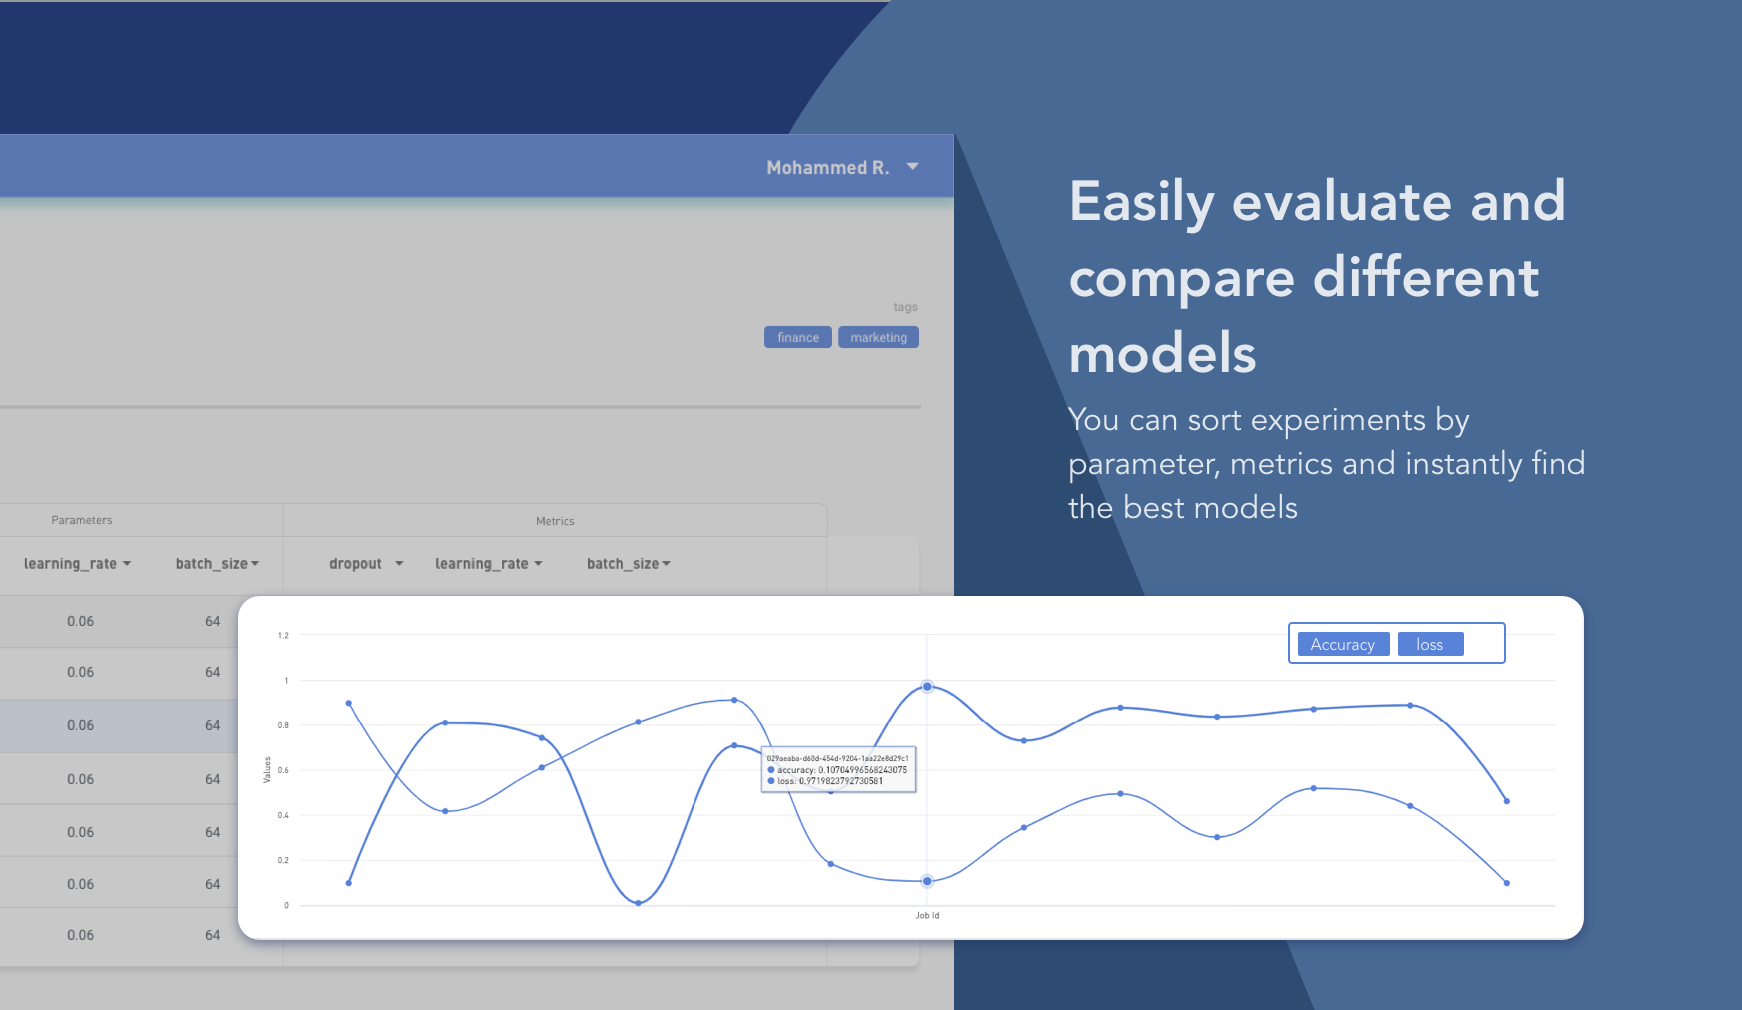 Mohammed R.
Easily evaluate and
compare different
models
You can sort experiments by
parameter, metrics and instantly find
the best models
tags
finance marketing
Parameters Metrics
learning_rate batch_size dropout learning_rate batch_size
0.06 64
0.06 64
0.06 64
0.06 64
0.06 64
0.06 64
0.06 64
Accuracy loss
1.2
1
0.8
0.6
0.4
0.2
0
Values
029aeaba-d60d-454d-9204-1aa22e8d29c1
accuracy: 0.10704996568243075
loss: 0.9719823792730581
Job Id